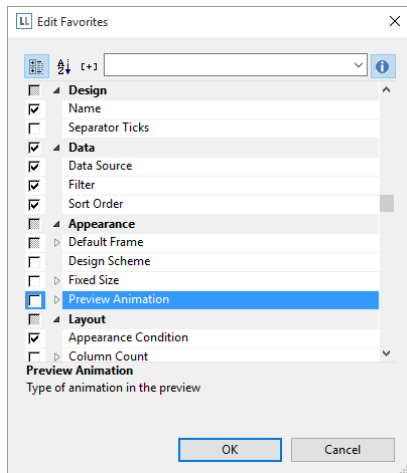 LL Edit Favorites
A Z [+]
Design
Name
Separator Ticks
Data
Data Source
Filter
Sort Order
Appearance
Default Frame
Design Scheme
Fixed Size
Preview Animation
Layout
Appearance Condition
Column Count
Preview Animation
Type of animation in the preview
OK Cancel